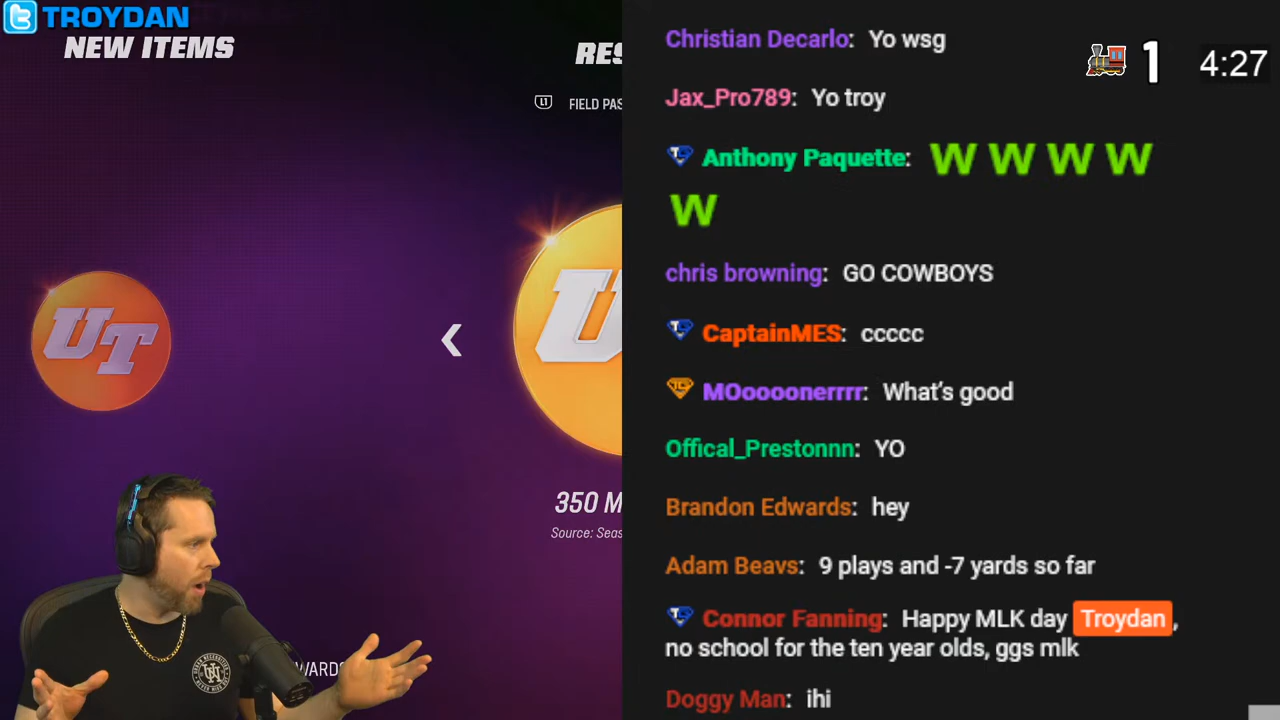 TROYDAN
NEW ITEMS
RES
LT FIELD PAS
UT
U
350 M
Source: Seas
WARDS
Christian Decarlo: Yo wsg
1 4:27
Jax_Pro789: Yo troy
Anthony Paquette: W W W W
W
chris browning: GO COWBOYS
CaptainMES: ccccc
MOoooonerrrr: What's good
Offical_Prestonnn: YO
Brandon Edwards: hey
Adam Beavs: 9 plays and -7 yards so far
Connor Fanning: Happy MLK day Troydan,
no school for the ten year olds, ggs mlk
Doggy Man: ihi